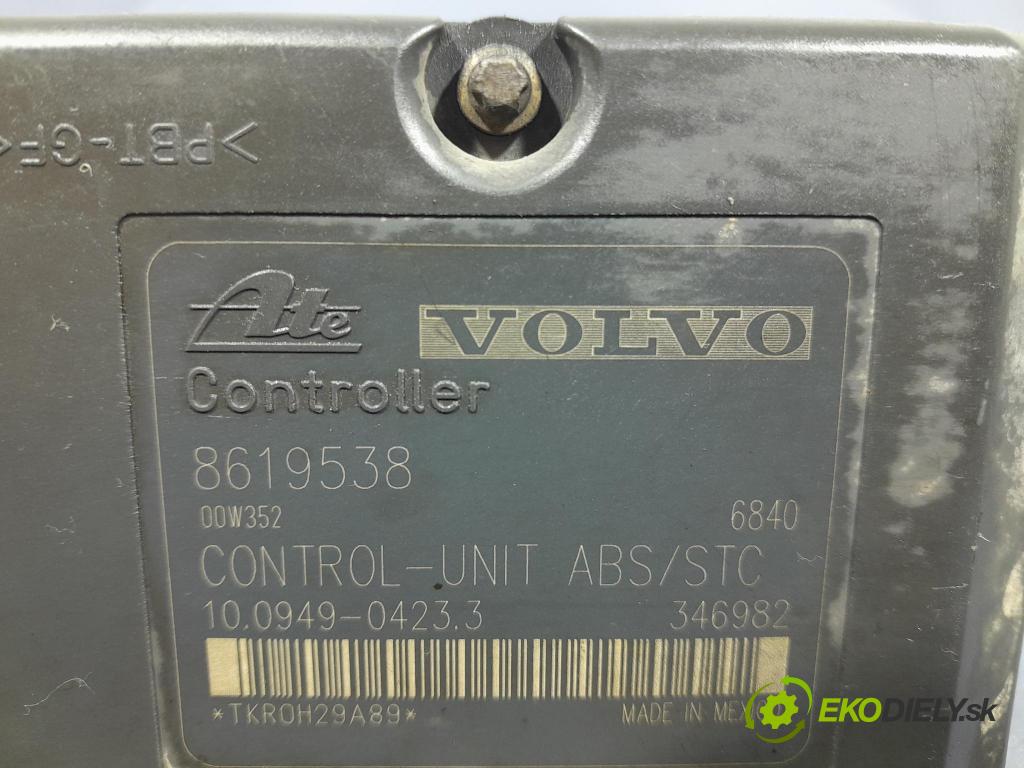 >PBT-GF<
Ate VOLVO
Controller
8619538
00W352 6840
CONTROL-UNIT ABS/STC
10.0949-0423.3 346982
*TKR0H29A89* MADE IN
EKODIELY.sk